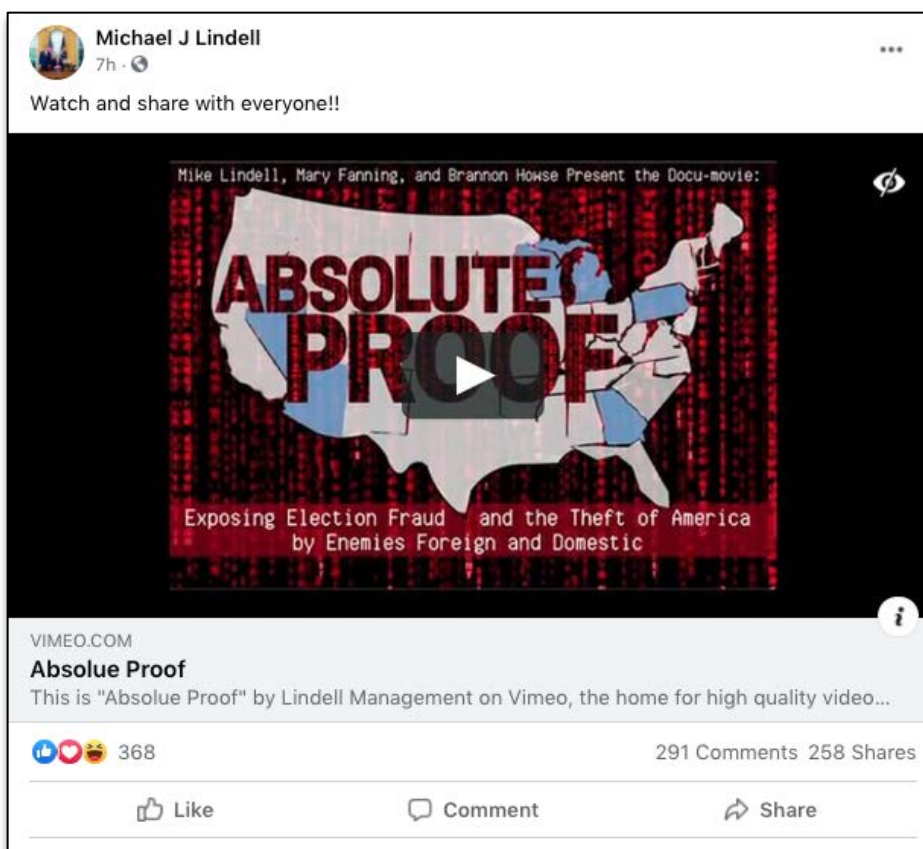 Michael J Lindell
7h ·
Watch and share with everyone!!
Mike Lindell, Mary Fanning, and Brannon Howse Present the Docu-movie:
ABSOLUTE
PROOF
Exposing Election Fraud and the Theft of America
by Enemies Foreign and Domestic
i
VIMEO.COM
Absolue Proof
This is "Absolue Proof" by Lindell Management on Vimeo, the home for high quality video...
368
291 Comments 258 Shares
Like Comment Share